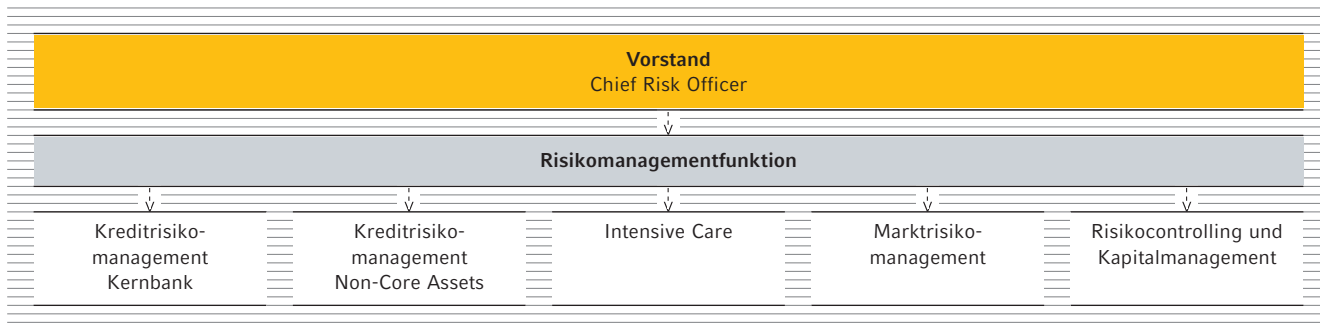 Vorstand
Chief Risk Officer
Risikomanagementfunktion
Kreditrisiko-
management
Kernbank
Kreditrisiko-
management
Non-Core Assets
Intensive Care
Marktrisiko-
management
Risikocontrolling und
Kapitalmanagement